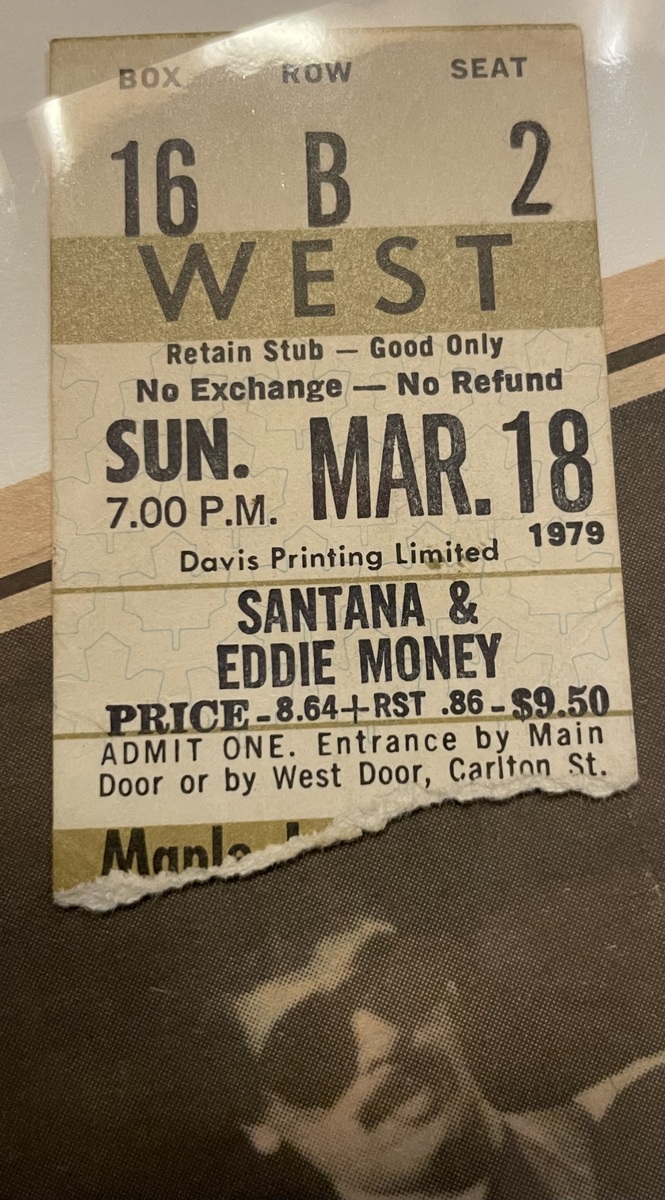 BOX ROW SEAT
16 B 2
WEST
Retain Stub — Good Only
No Exchange — No Refund
SUN. MAR. 18
7.00 P.M.
1979
Davis Printing Limited
SANTANA &
EDDIE MONEY
PRICE-8.64+RST .86-$9.50
ADMIT ONE. Entrance by Main
Door or by West Door, Carlton St.
Maple